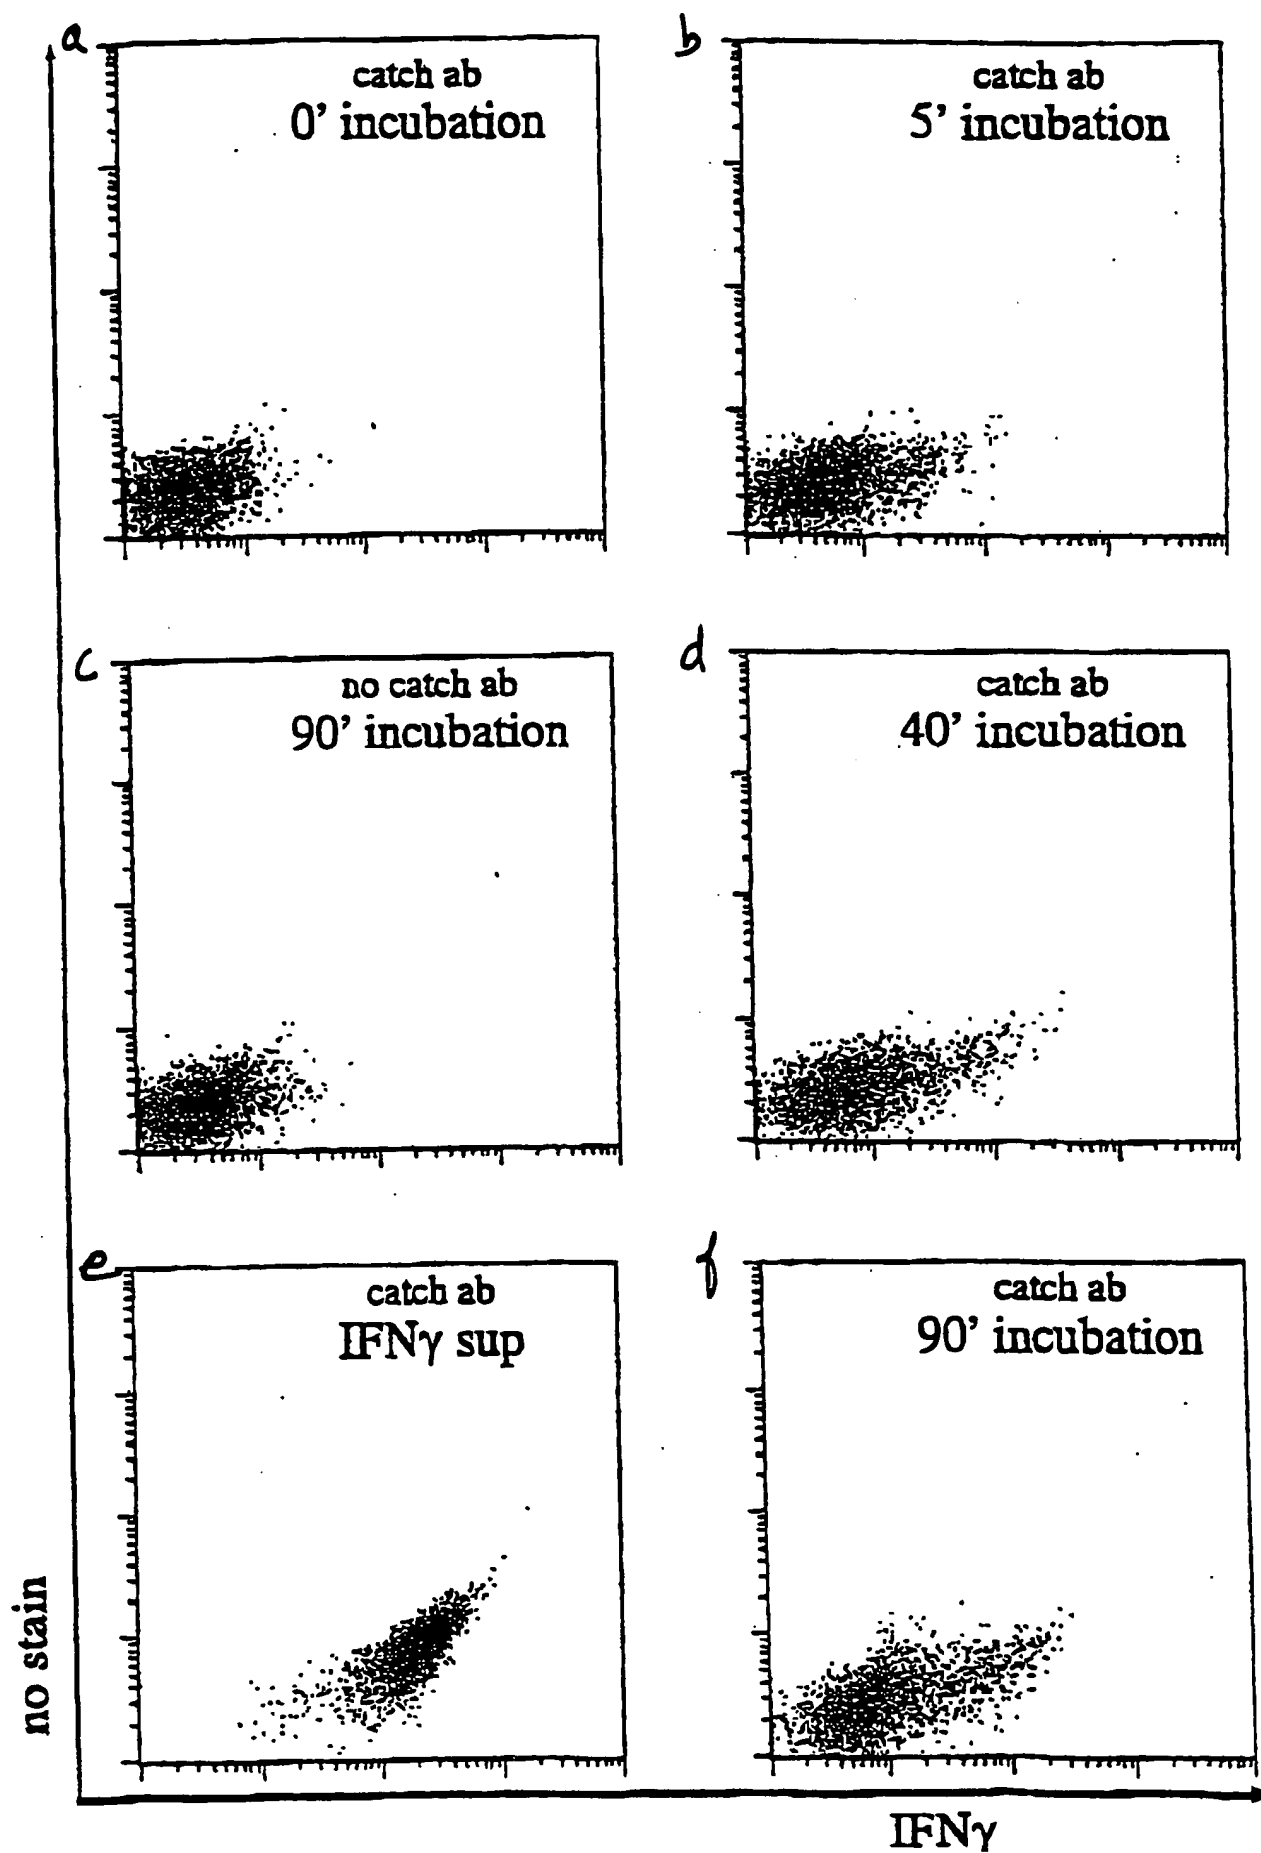 a
catch ab
0' incubation
b
catch ab
5' incubation
c
no catch ab
90' incubation
d
catch ab
40' incubation
e
catch ab
IFNγ sup
f
catch ab
90' incubation
no stain
IFNγ